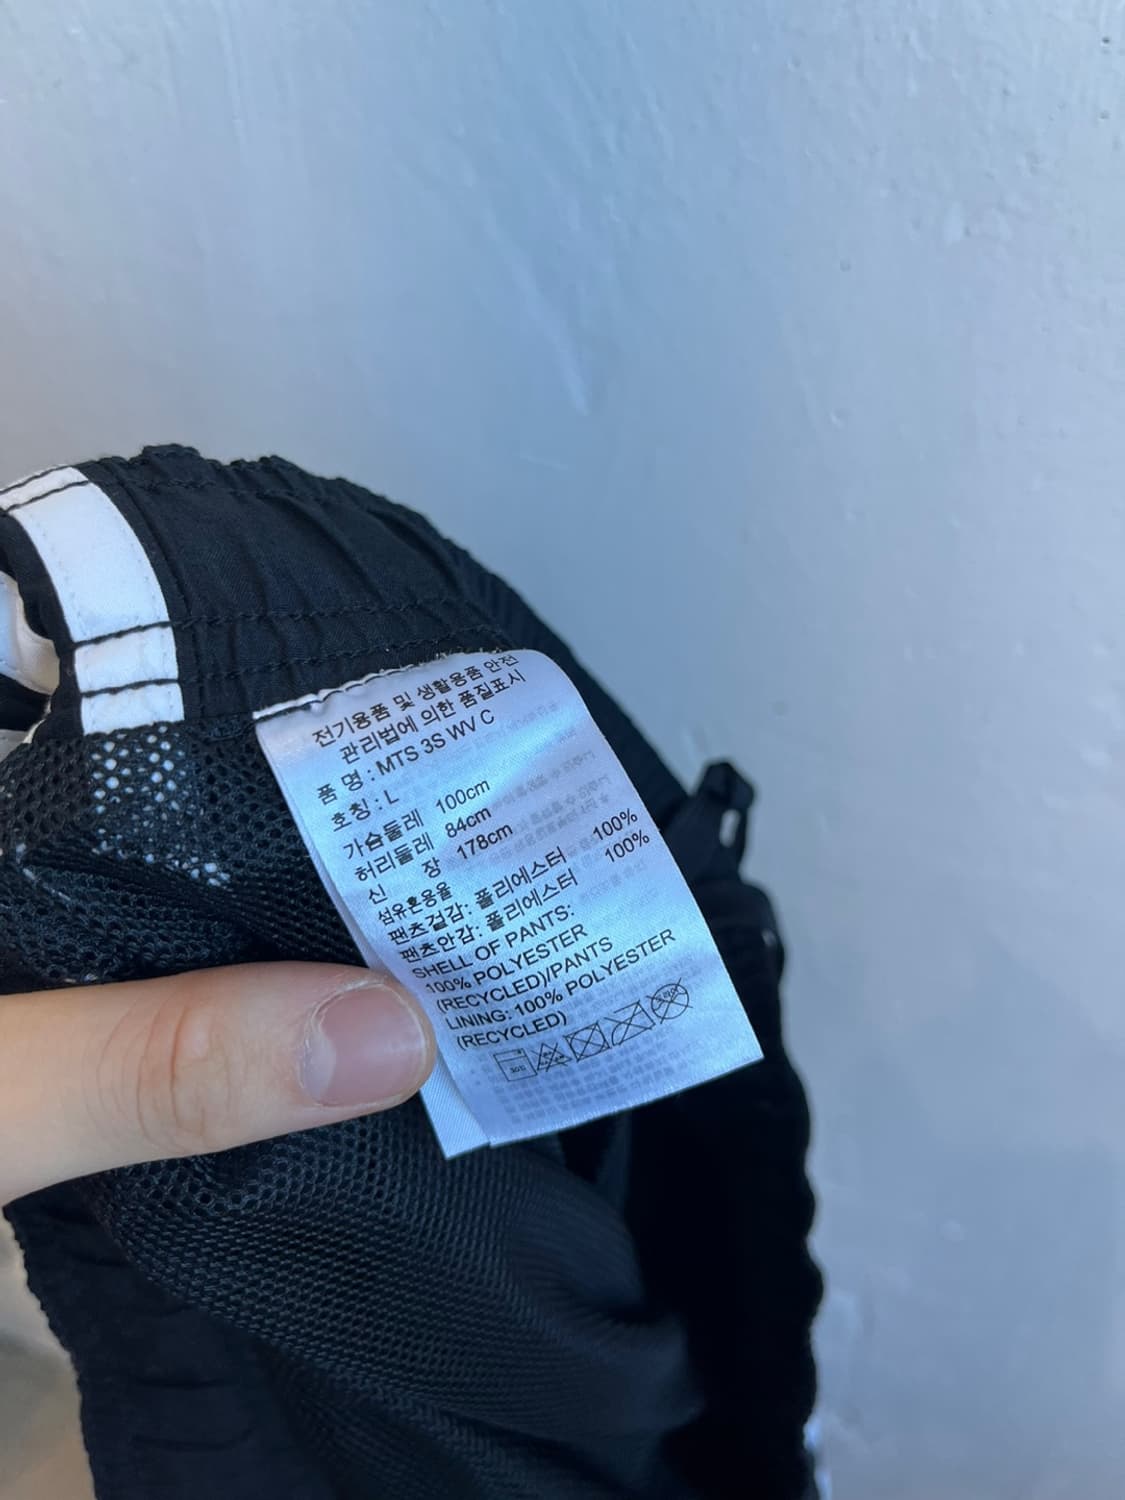 전기용품 및 생활용품 안전
관리법에 의한 품질표시
품 명 : MTS 3S WV C
호칭 : L
가슴둘레 100cm
허리둘레 84cm
신 장 178cm
섬유혼용율
팬츠겉감: 폴리에스터 100%
팬츠안감: 폴리에스터 100%
SHELL OF PANTS:
100% POLYESTER
(RECYCLED)/PANTS
LINING: 100% POLYESTER
(RECYCLED)